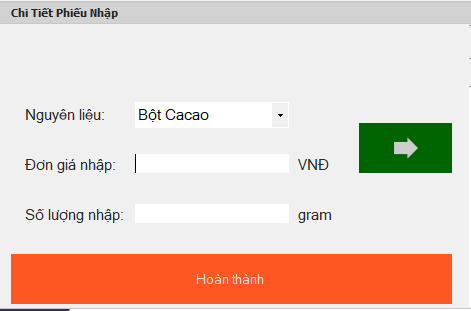 Chi Tiết Phiếu Nhập
Nguyên liệu: Bột Cacao
Đơn giá nhập: VNĐ
Số lượng nhập: gram
Hoàn thành